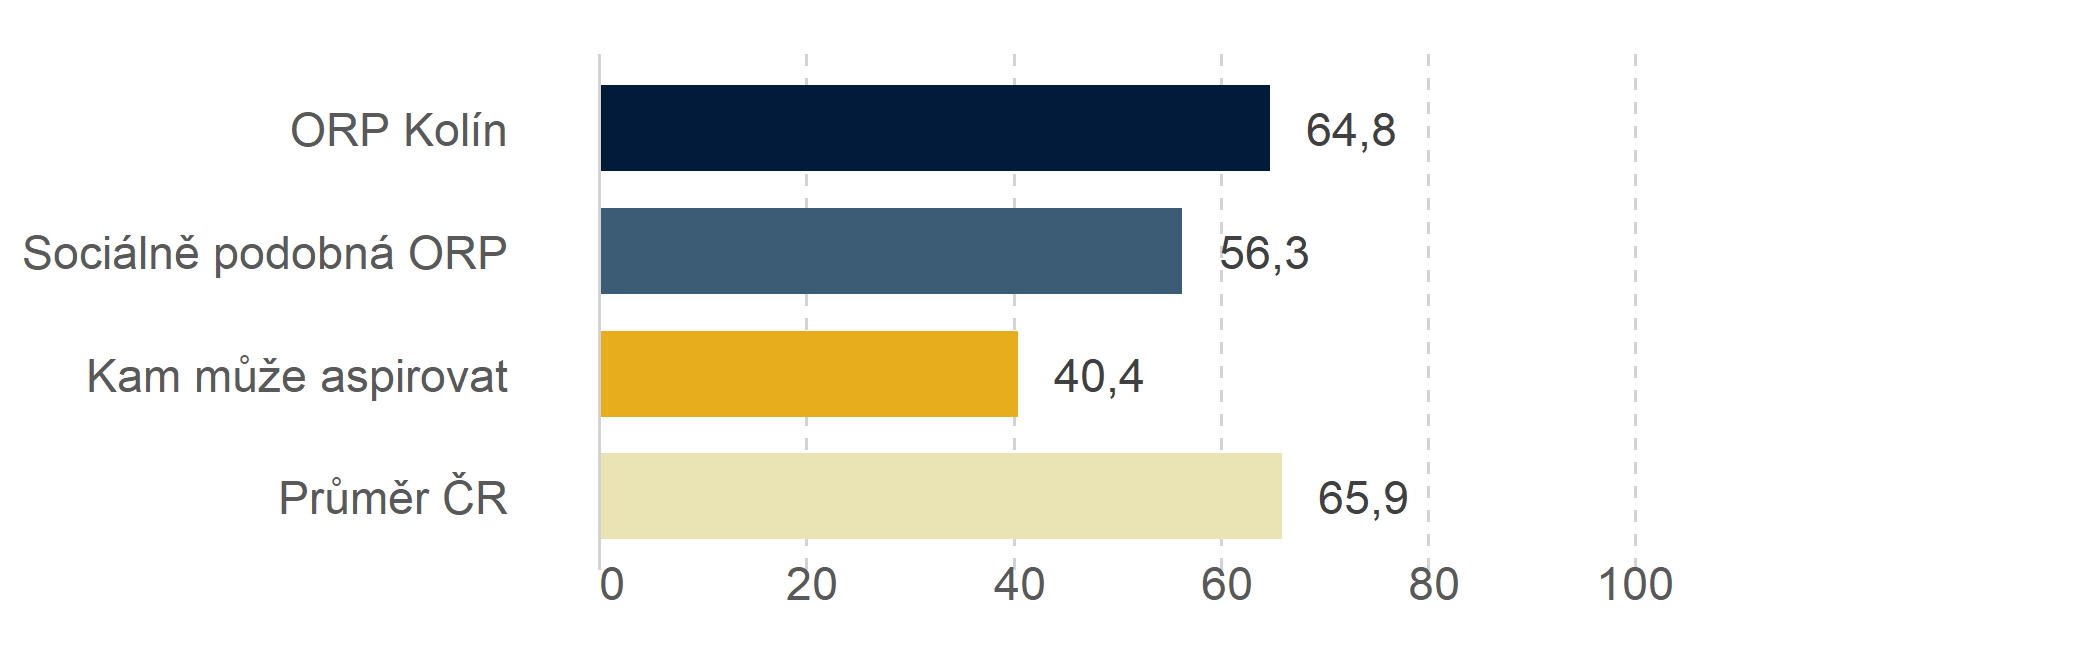 ORP Kolín 64,8
Sociálně podobná ORP 56,3
Kam může aspirovat 40,4
Průměr ČR 65,9
0 20 40 60 80 100